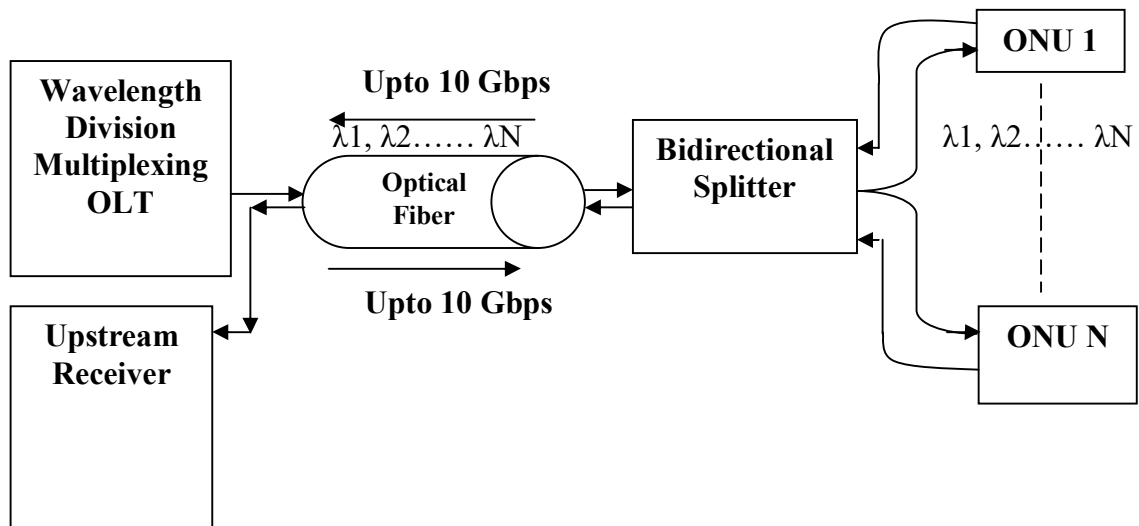 Wavelength
Division
Multiplexing
OLT
Upstream
Receiver
Upto 10 Gbps
λ1, λ2…… λN
Optical
Fiber
Upto 10 Gbps
Bidirectional
Splitter
ONU 1
λ1, λ2…… λN
ONU N